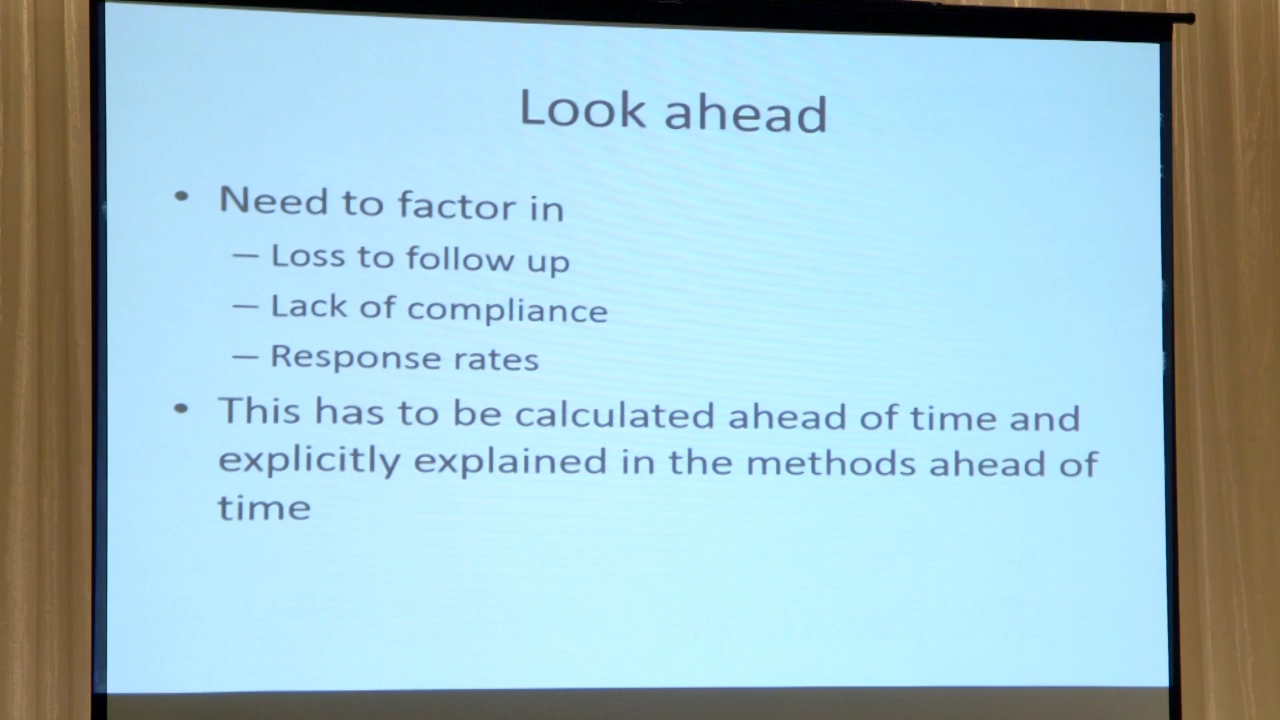 Look ahead
• Need to factor in
– Loss to follow up
– Lack of compliance
– Response rates
• This has to be calculated ahead of time and
explicitly explained in the methods ahead of
time